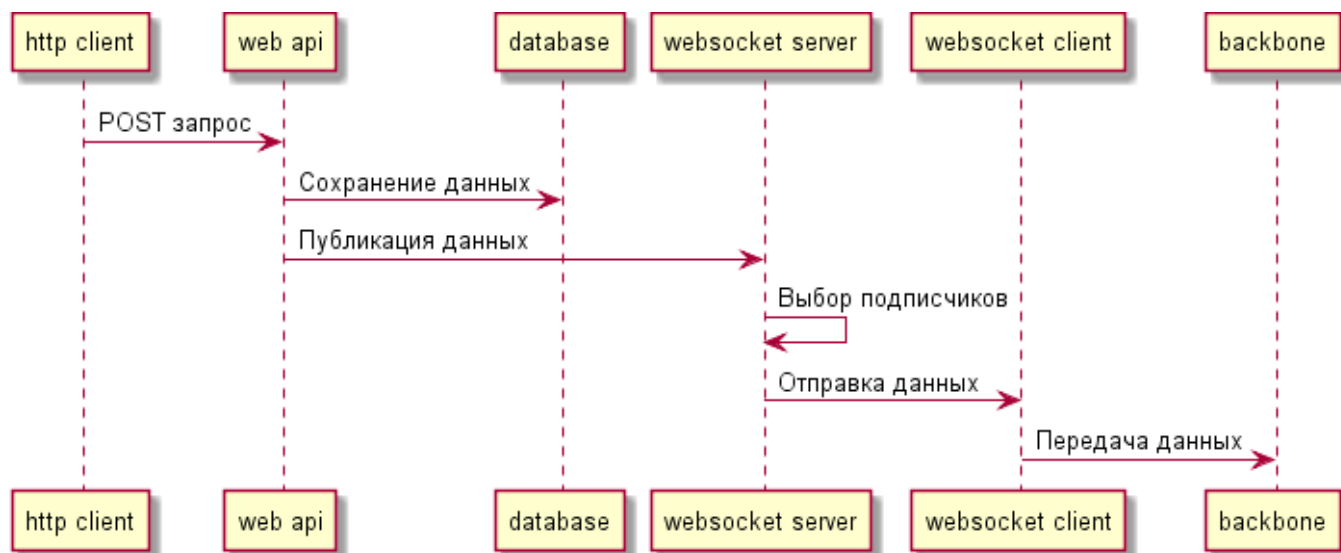 http client
web api
database
websocket server
websocket client
backbone
POST запрос
Сохранение данных
Публикация данных
Выбор подписчиков
Отправка данных
Передача данных
http client
web api
database
websocket server
websocket client
backbone